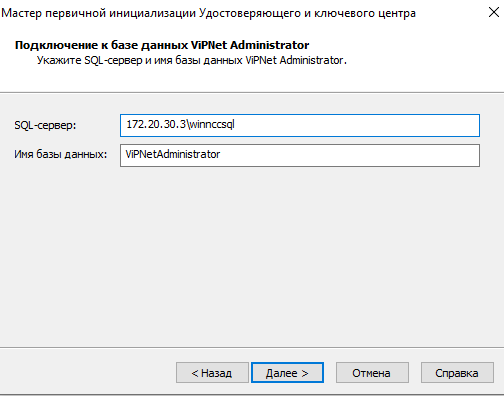 Мастер первичной инициализации Удостоверяющего и ключевого центра
Подключение к базе данных ViPNet Administrator
Укажите SQL-сервер и имя базы данных ViPNet Administrator.
SQL-сервер: 172.20.30.3\winnccsql
Имя базы данных: ViPNetAdministrator
< Назад Далее > Отмена Справка